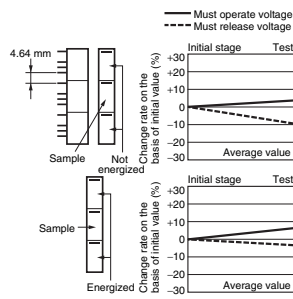 Must operate voltage
Must release voltage
4.64 mm
Sample
Not
energized
Change rate on the
basis of initial value (%)
Initial stage
Test
+30
+20
+10
0
−10
−20
−30
Average value
Sample
Energized
Change rate on the
basis of initial value (%)
Initial stage
Test
+30
+20
+10
0
−10
−20
−30
Average value